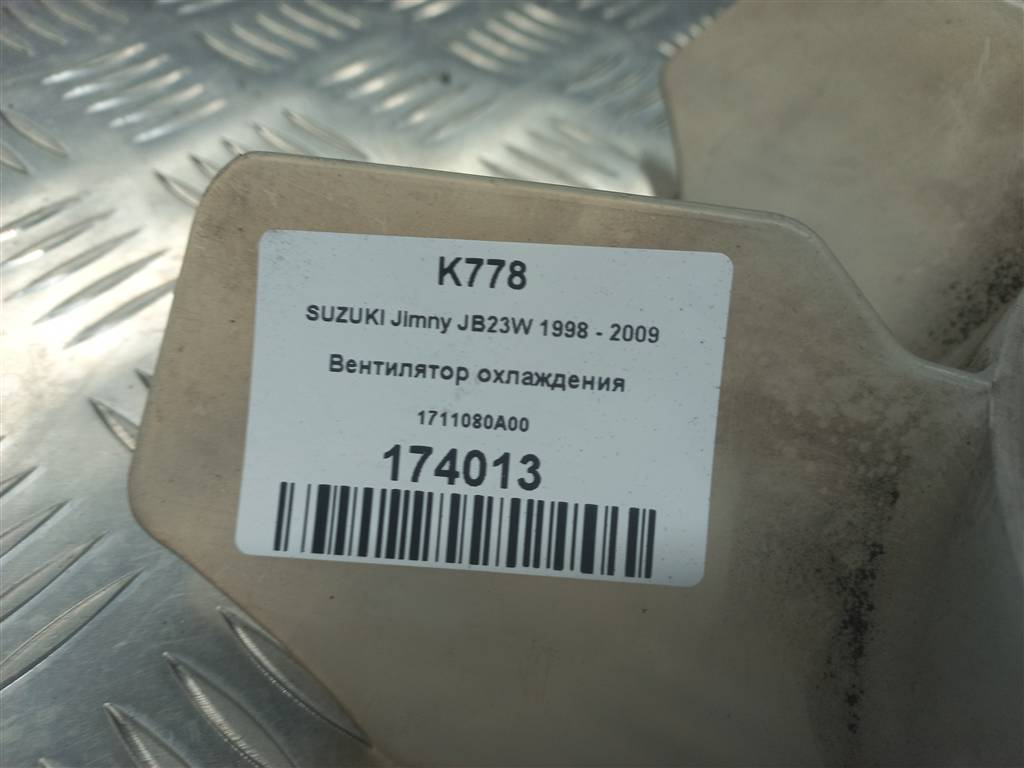 K778
SUZUKI Jimny JB23W 1998 - 2009
Вентилятор охлаждения
1711080A00
174013